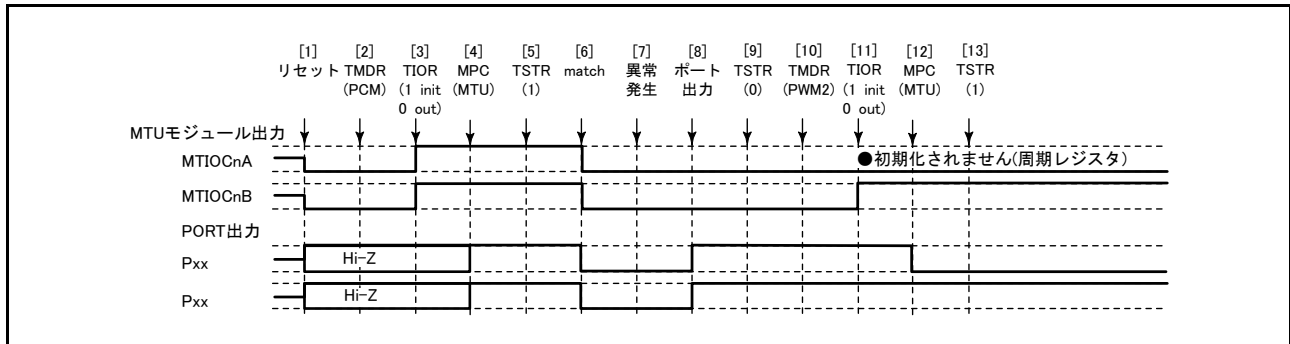 [1] [2] [3] [4] [5] [6] [7] [8] [9] [10] [11] [12] [13]
リセット TMDR TIOR MPC TSTR match 異常 ポート TSTR TMDR TIOR MPC TSTR
(PCM) (1 init (MTU) (1) 発生 出力 (0) (PWM2) (1 init (MTU) (1)
0 out) 0 out)
MTUモジュール出力
MTIOCnA ●初期化されません(周期レジスタ)
MTIOCnB
PORT出力
Pxx Hi-Z
Pxx Hi-Z